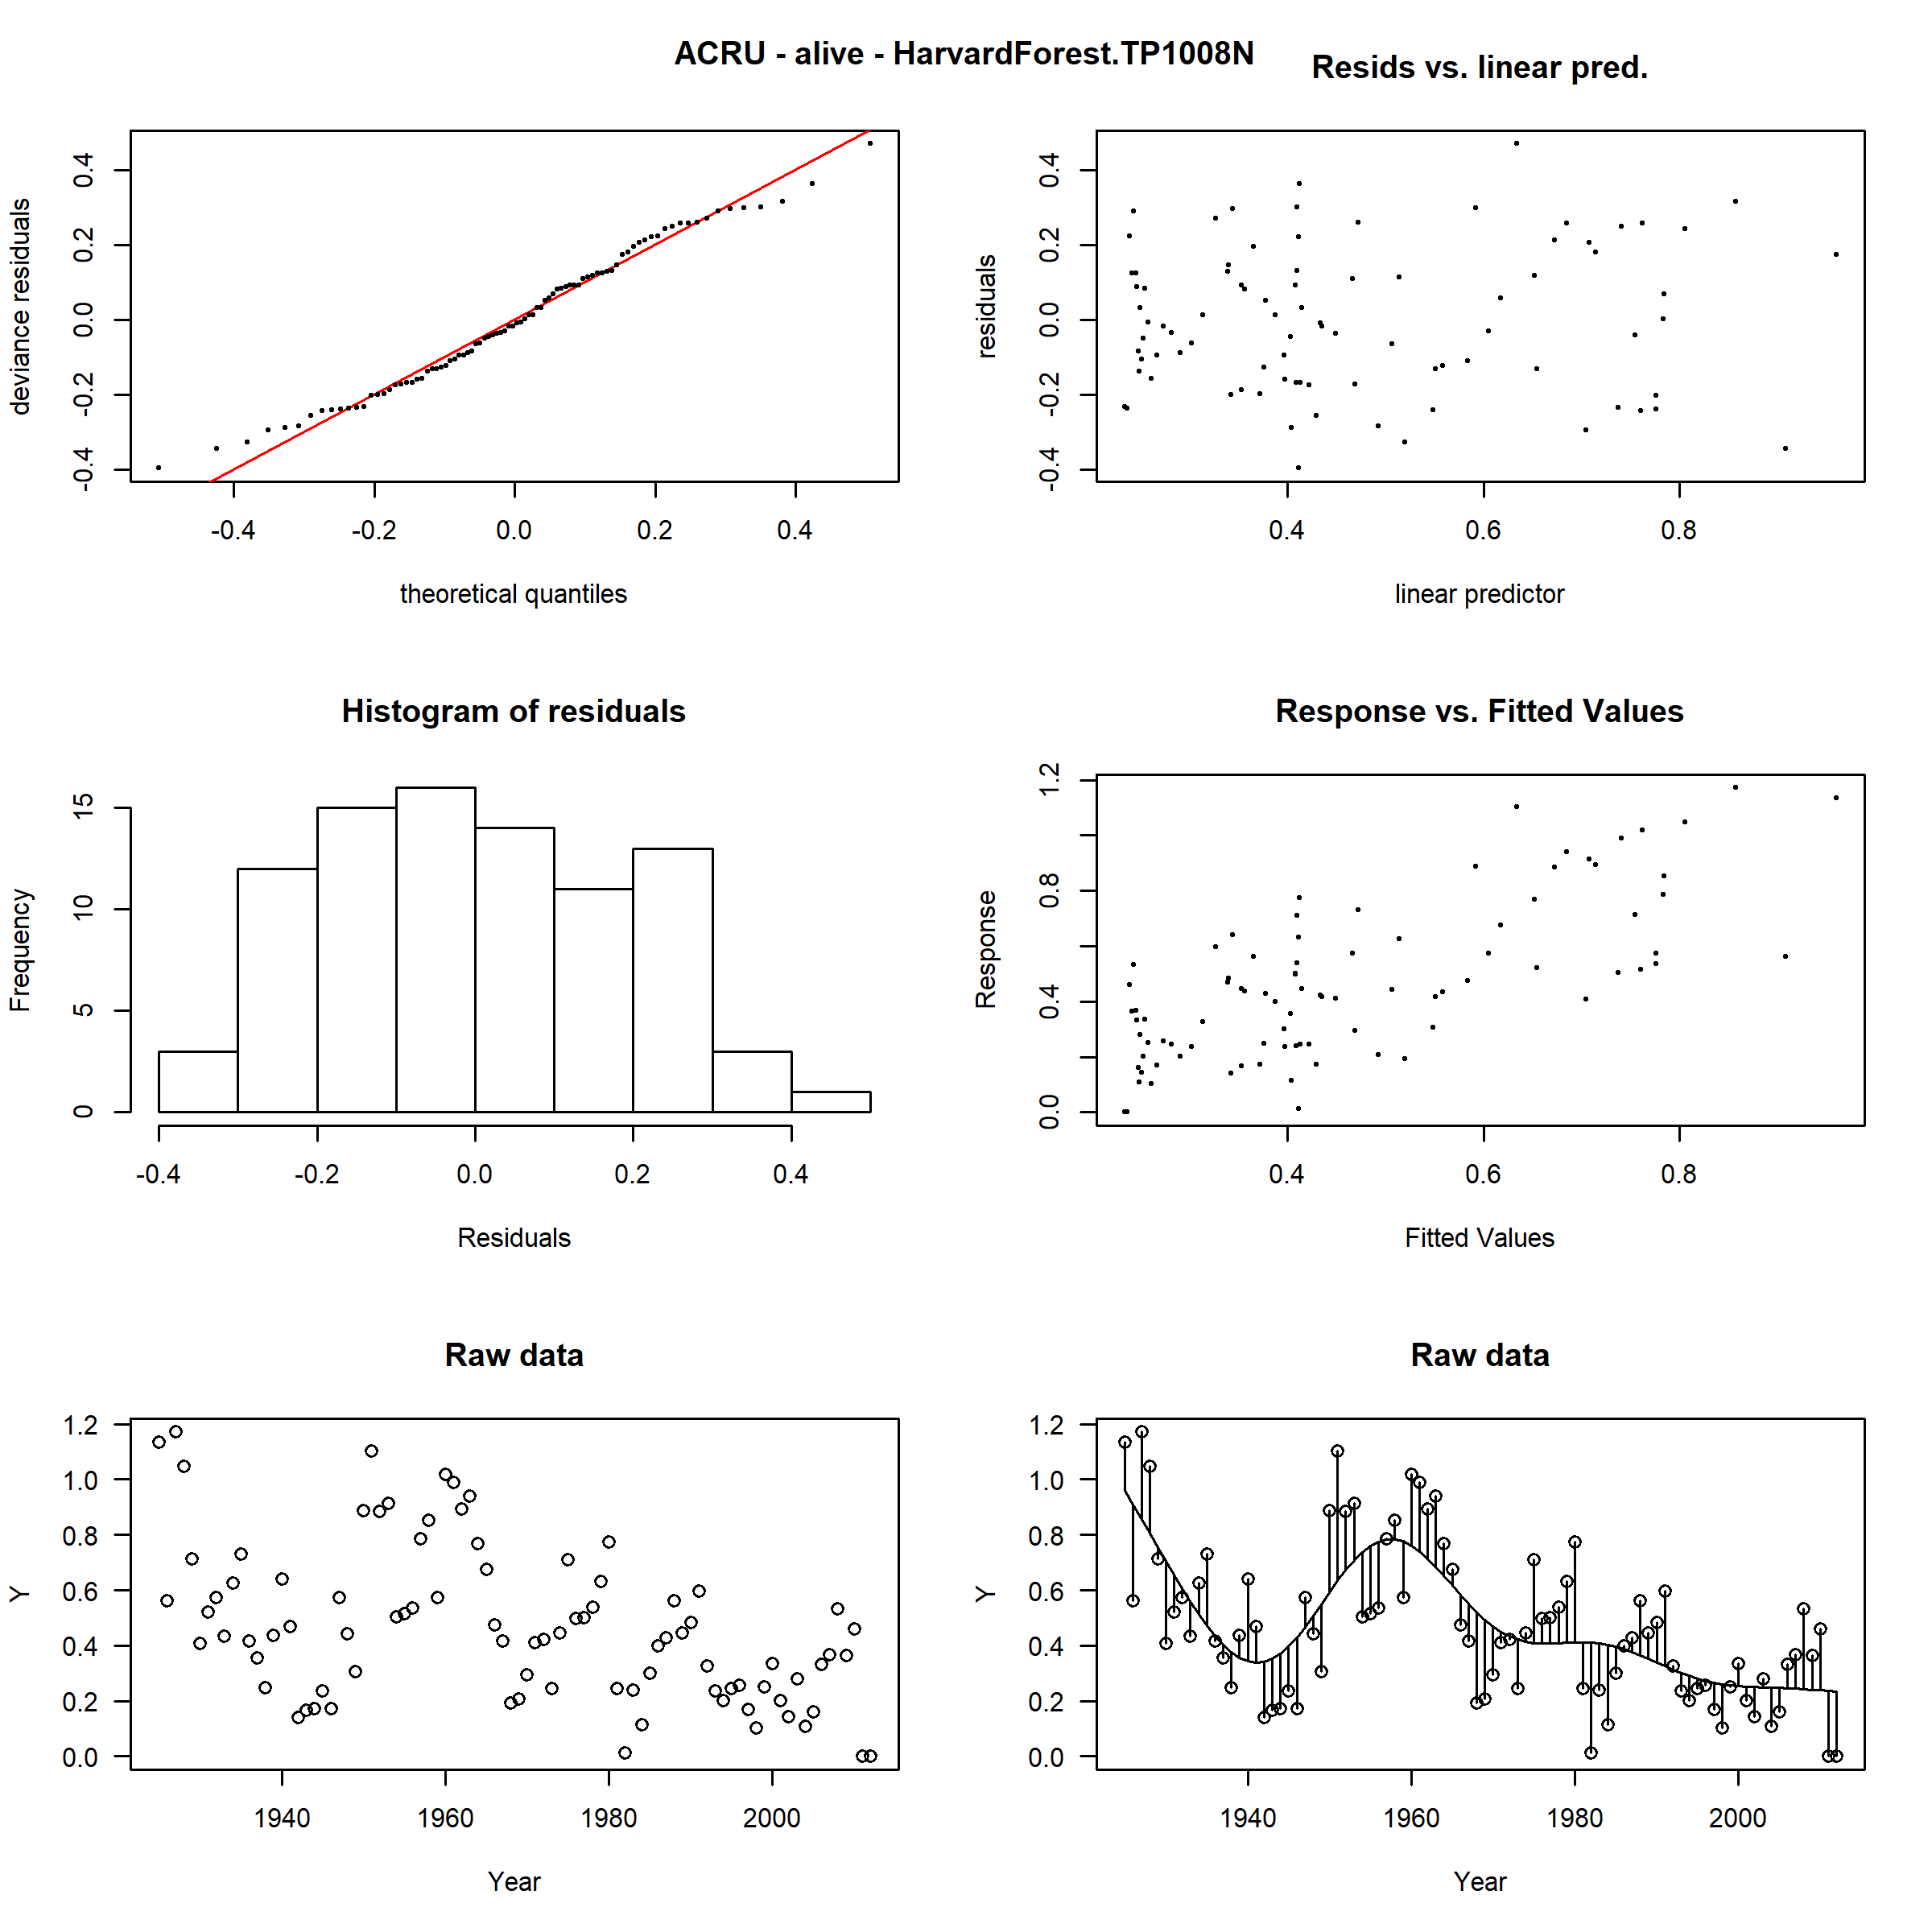 ACRU - alive - HarvardForest.TP1008N
Resids vs. linear pred.
deviance residuals
-0.4 -0.2 0.0 0.2 0.4
-0.4 -0.2 0.0 0.2 0.4
theoretical quantiles
residuals
-0.4 -0.2 0.0 0.2 0.4
0.4 0.6 0.8
linear predictor
Histogram of residuals
Frequency
0 5 10 15
-0.4 -0.2 0.0 0.2 0.4
Residuals
Response vs. Fitted Values
Response
0.0 0.4 0.8 1.2
0.4 0.6 0.8
Fitted Values
Raw data
Y
1.2
1.0
0.8
0.6
0.4
0.2
0.0
1940 1960 1980 2000
Year
Raw data
Y
1.2
1.0
0.8
0.6
0.4
0.2
0.0
1940 1960 1980 2000
Year